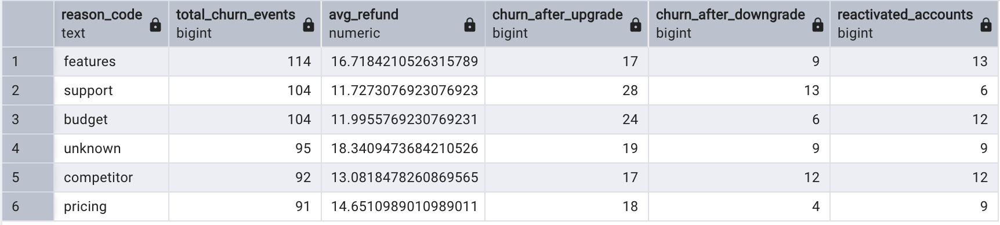 reason_code total_churn_events avg_refund churn_after_upgrade churn_after_downgrade reactivated_accounts
text bigint numeric bigint bigint bigint
1 features 114 16.7184210526315789 17 9 13
2 support 104 11.7273076923076923 28 13 6
3 budget 104 11.9955769230769231 24 6 12
4 unknown 95 18.3409473684210526 19 9 9
5 competitor 92 13.0818478260869565 17 12 12
6 pricing 91 14.6510989010989011 18 4 9